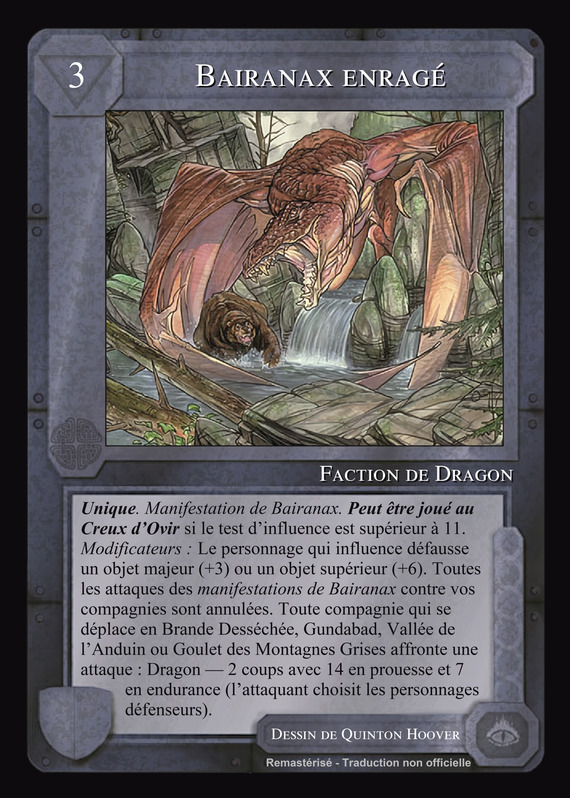 3
BAIRANAX ENRAGÉ
FACTION DE DRAGON
Unique. Manifestation de Bairanax. Peut être joué au
Creux d'Ovir si le test d'influence est supérieur à 11.
Modificateurs : Le personnage qui influence défausse
un objet majeur (+3) ou un objet supérieur (+6). Toutes
les attaques des manifestations de Bairanax contre vos
compagnies sont annulées. Toute compagnie qui se
déplace en Brande Desséchée, Gundabad, Vallée de
l'Anduin ou Goulet des Montagnes Grises affronte une
attaque : Dragon — 2 coups avec 14 en prouesse et 7
en endurance (l'attaquant choisit les personnages
défenseurs).
DESSIN DE QUINTON HOOVER
Remastérisé - Traduction non officielle